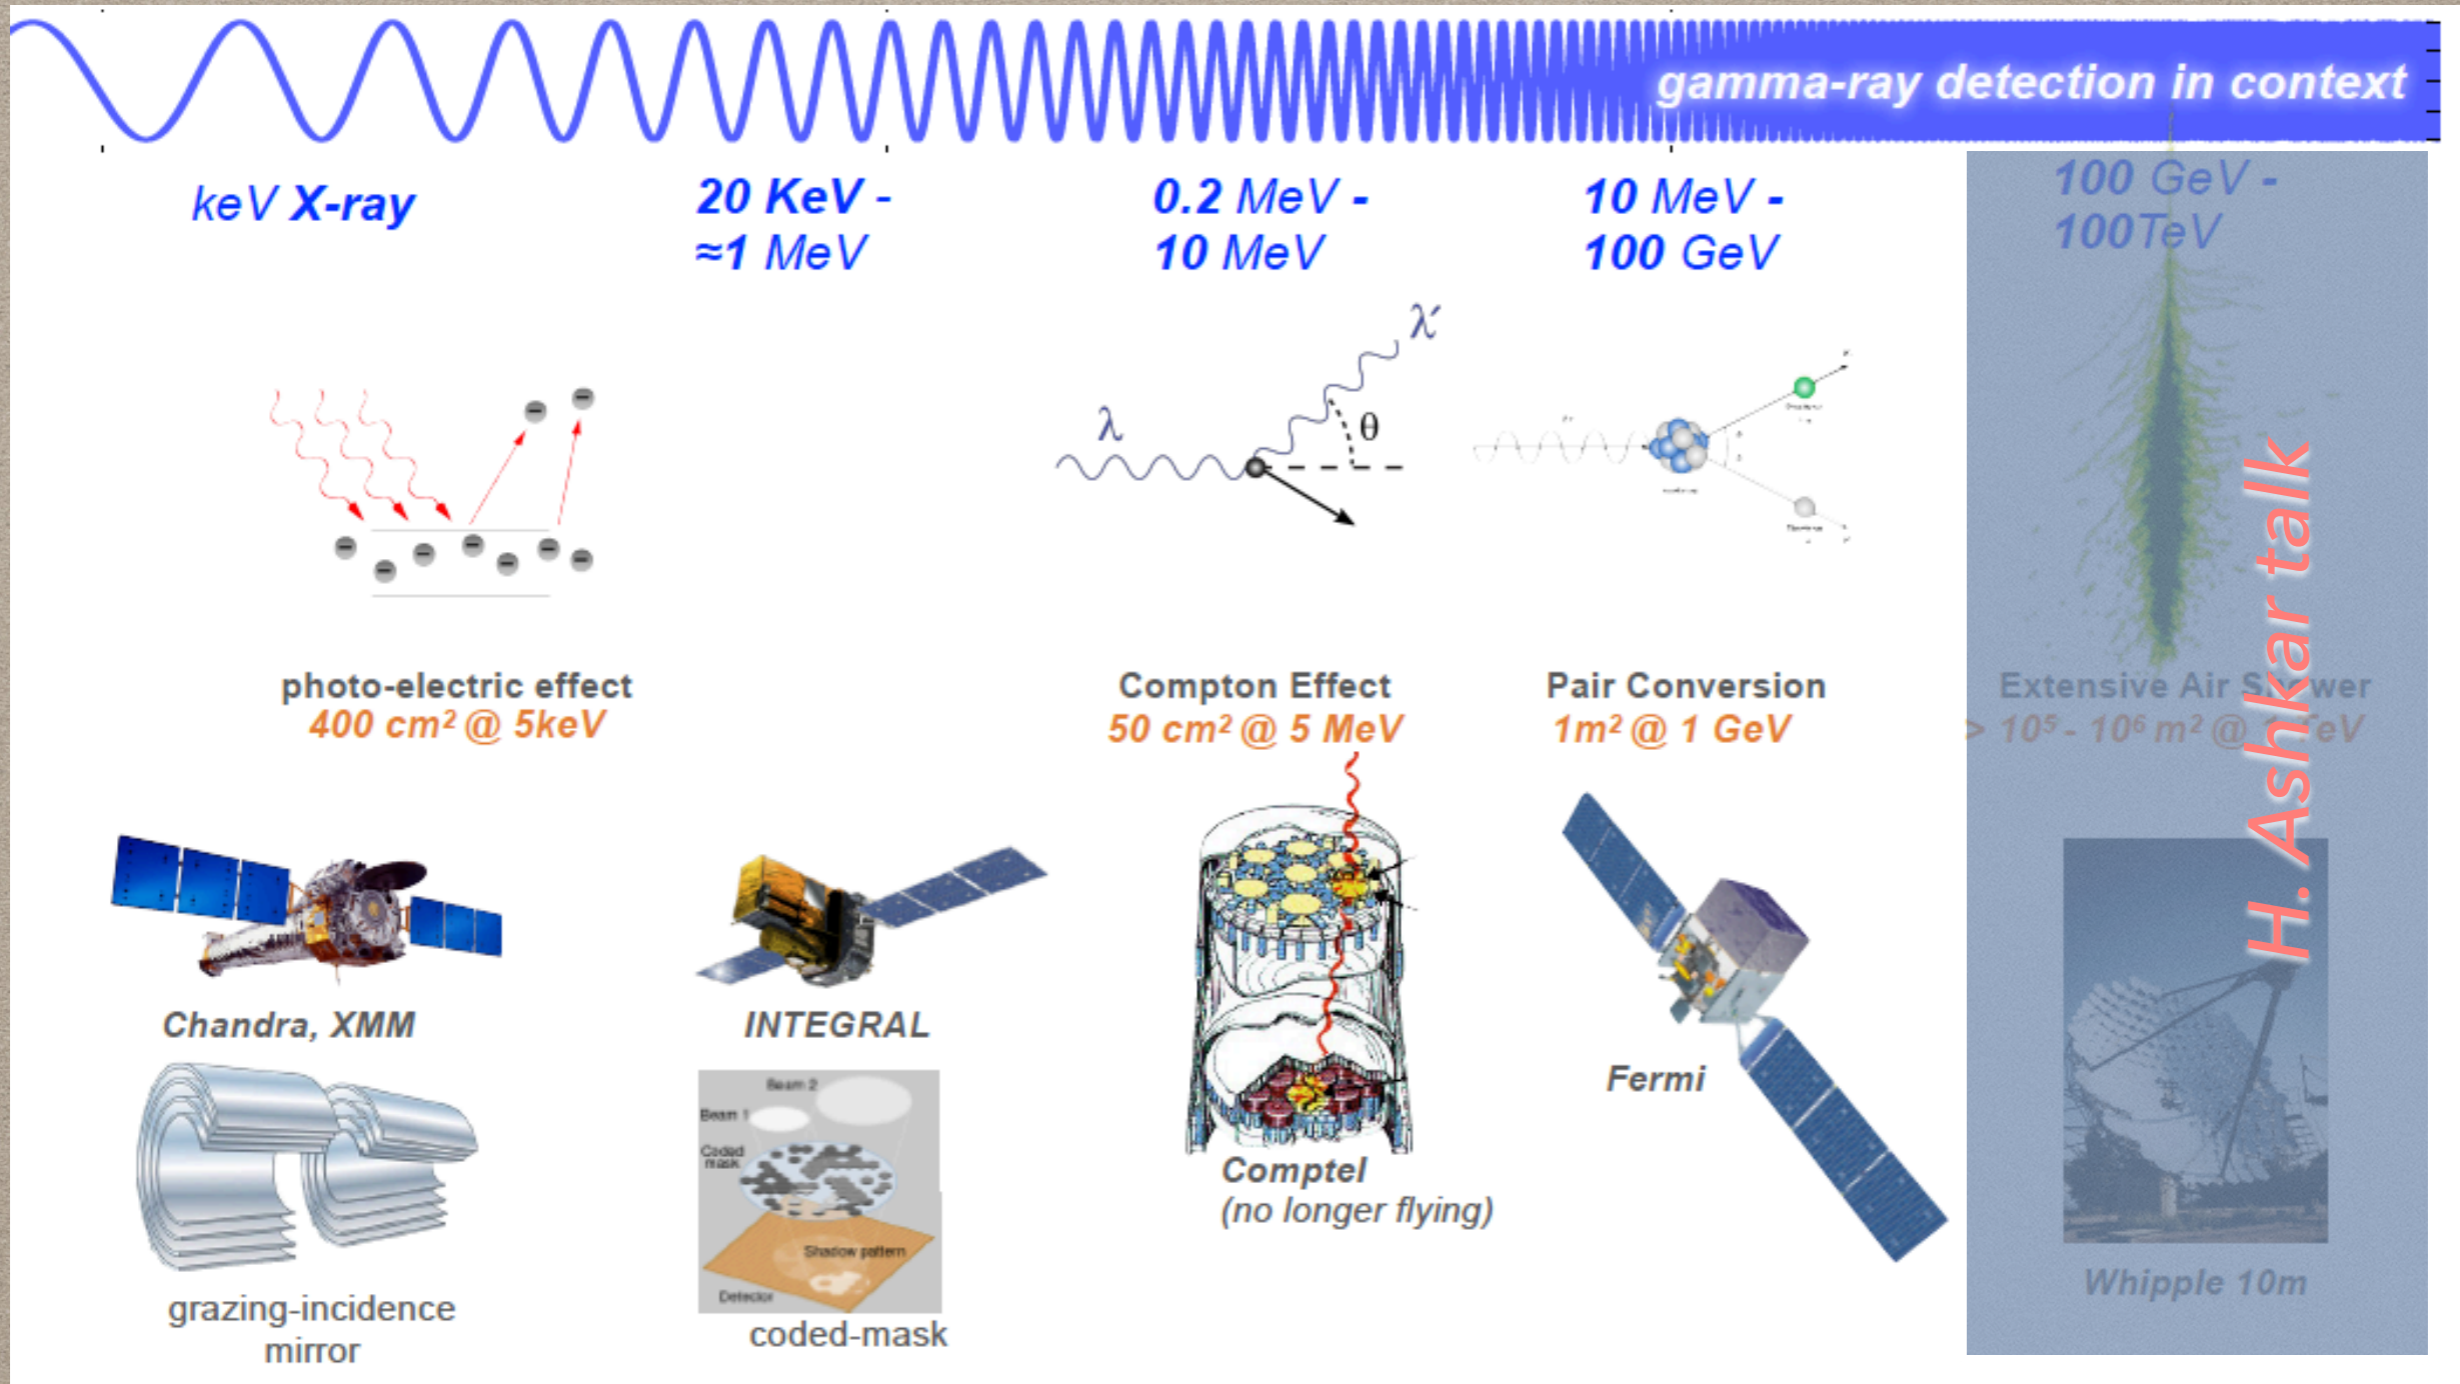 gamma-ray detection in context
keV X-ray
20 KeV -
≈1 MeV
0.2 MeV -
10 MeV
10 MeV -
100 GeV
100 GeV -
100TeV
λ
λ′
θ
photo-electric effect
400 cm² @ 5keV
Compton Effect
50 cm² @ 5 MeV
Pair Conversion
1m² @ 1 GeV
Extensive Air
> 10⁵ - 10⁶ m² @
H. Ashkar talk
Chandra, XMM
INTEGRAL
Comptel
(no longer flying)
Fermi
Whipple 10m
Beam 2
Beam 1
Coded
mask
Shadow pattern
Detector
grazing-incidence
mirror
coded-mask